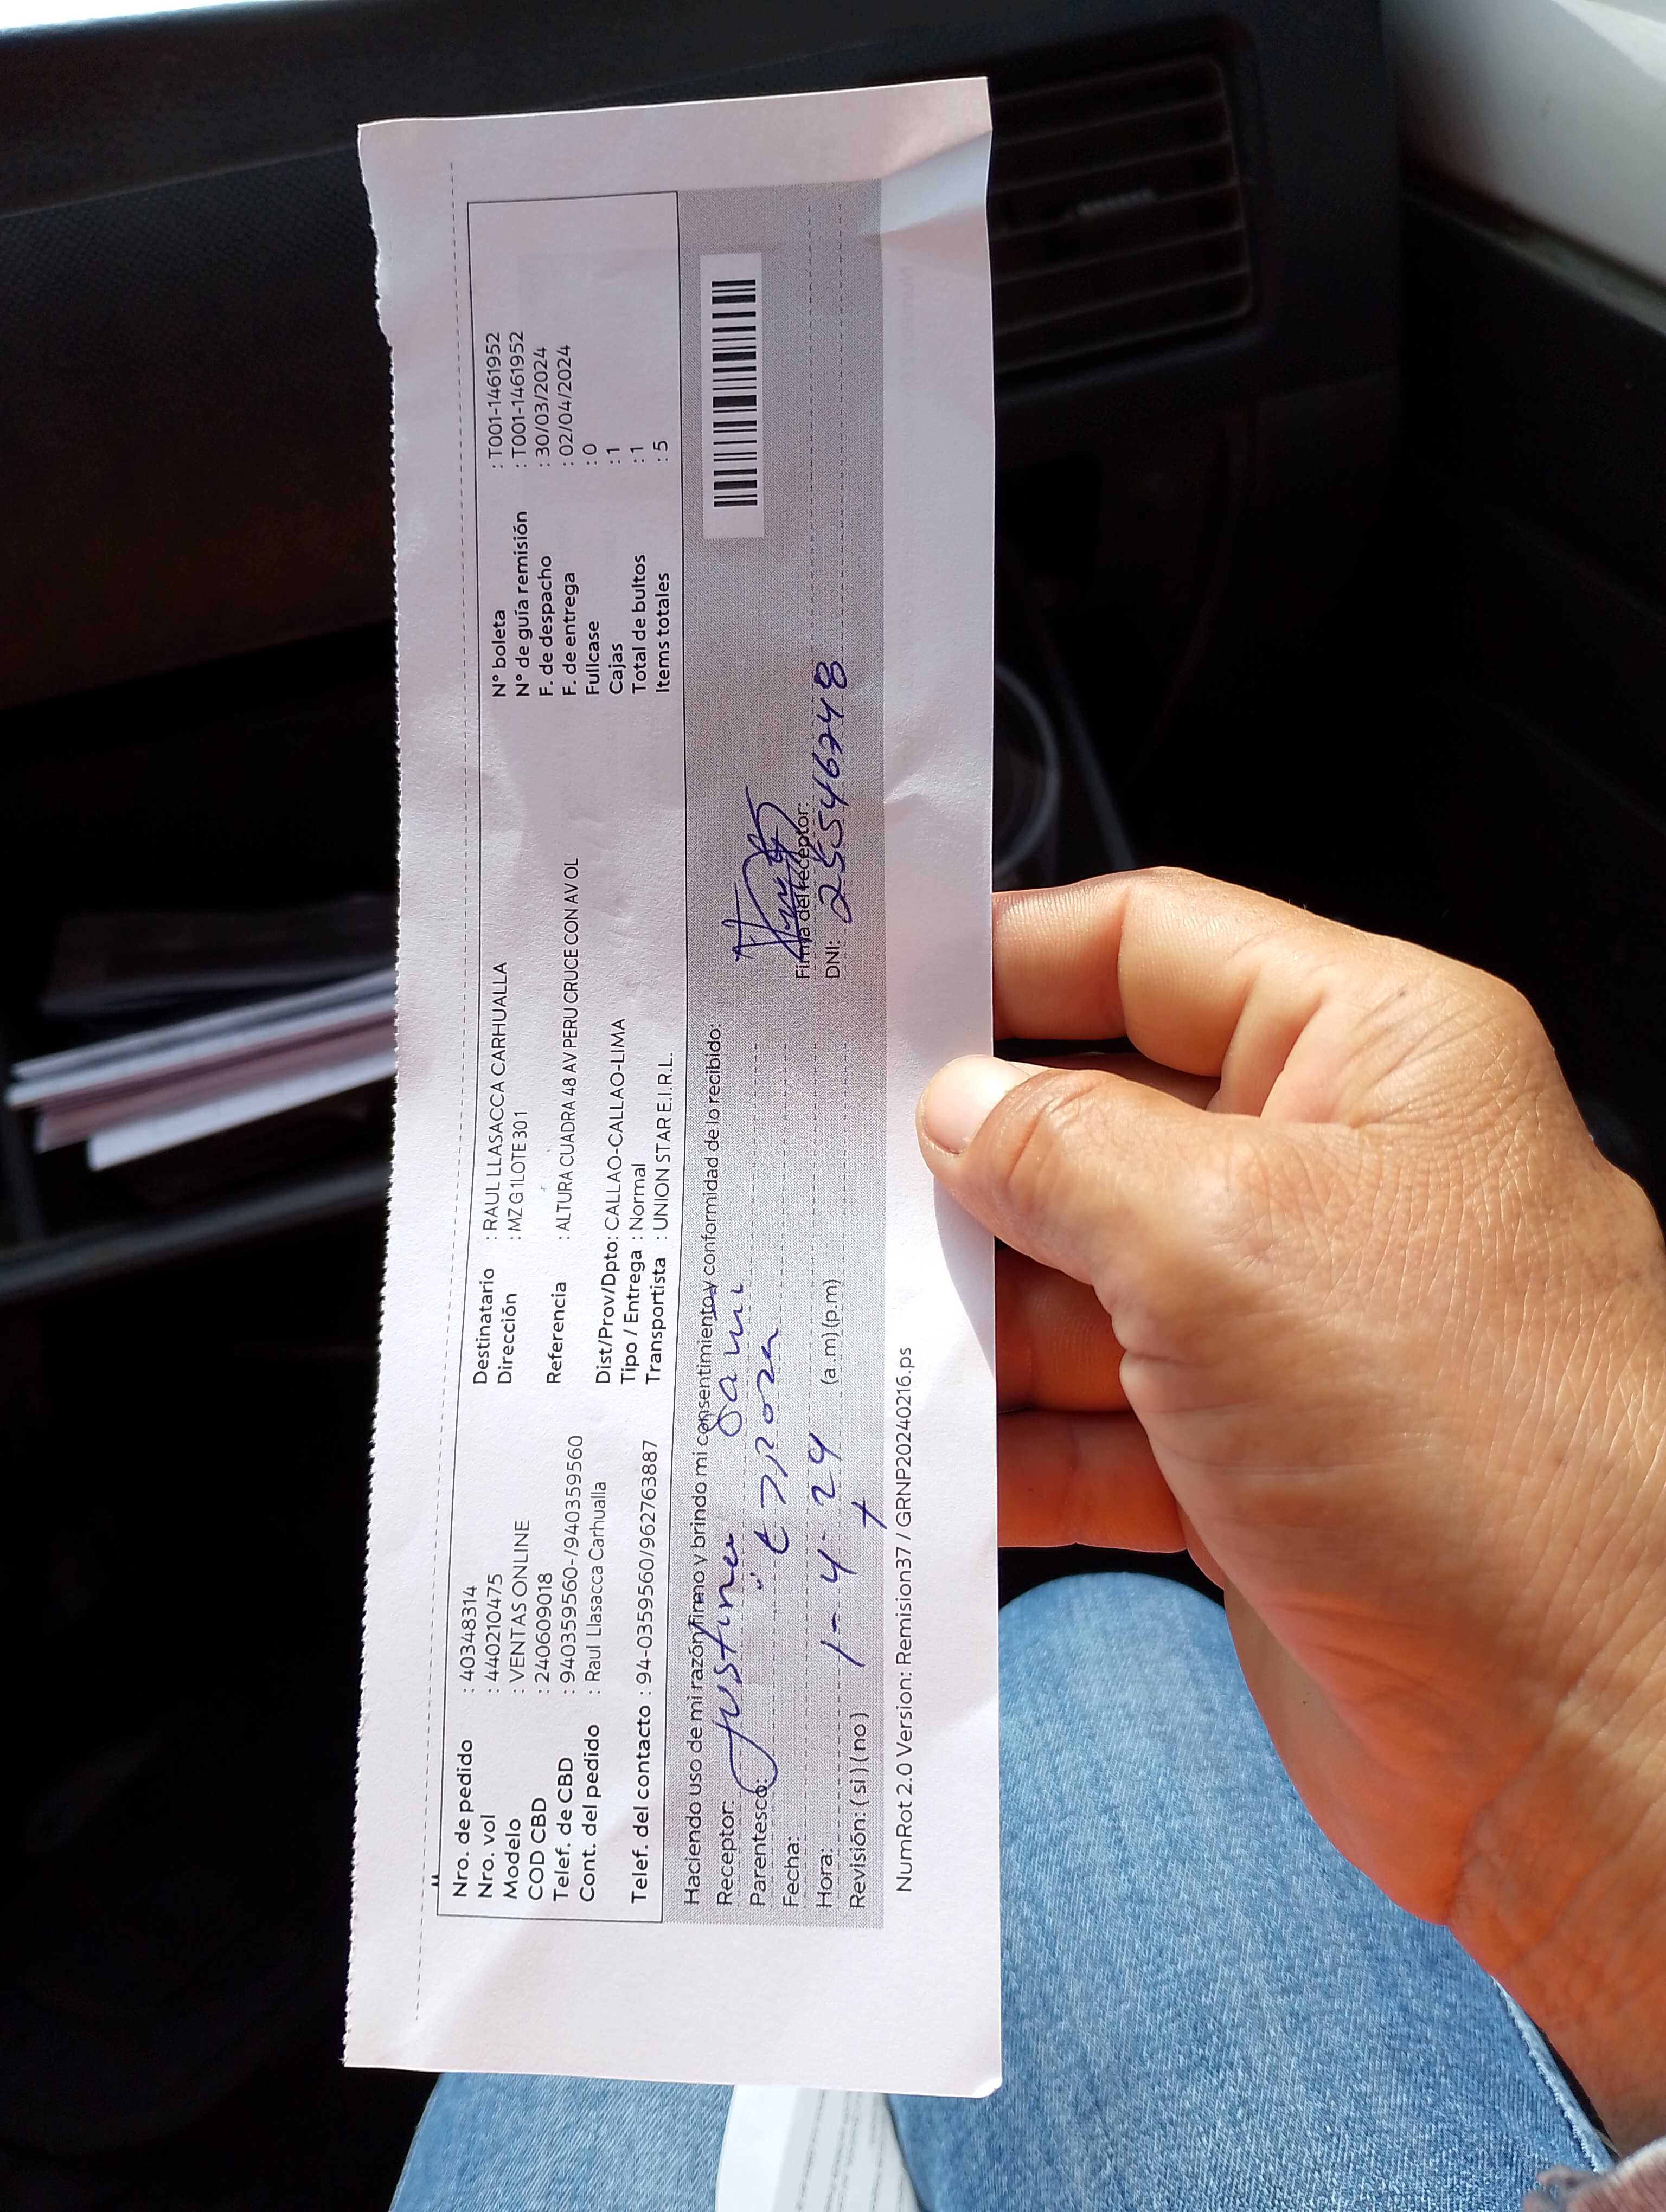 Nro. de pedido : 40348314
Nro. vol : 440210475
Modelo : VENTAS ONLINE
COD CBD : 240609018
Telef. de CBD : 940359560-/940359560
Cont. del pedido : Raul Llasacca Carhualla
Telef. del contacto : 94-0359560/962763887
Destinatario : RAUL LLASACCA CARHUALLA
Dirección : MZ G1LOTE 301
Referencia : ALTURA CUADRA 48 AV PERU CRUCE CON AV OL
Dist/Prov/Dpto: CALLAO-CALLAO-LIMA
Tipo / Entrega : Normal
Transportista : UNION STAR E.I.R.L.
N° boleta : T001-1461952
N° de guía remisión : T001-1461952
F. de despacho : 30/03/2024
F. de entrega : 02/04/2024
Fullcase : 0
Cajas : 1
Total de bultos : 1
Items totales : 5
Haciendo uso de mi razón firmo y brindo mi consentimiento y conformidad de lo recibido:
Receptor: Justina
Parentesco:
Fecha: 1-4-24
Hora: (a.m) (p.m)
Revisión: ( si ) ( no )
Firma del receptor:
DNI: 25546748
NumRot 2.0 Version: Remision37 / GRNP20240216.ps